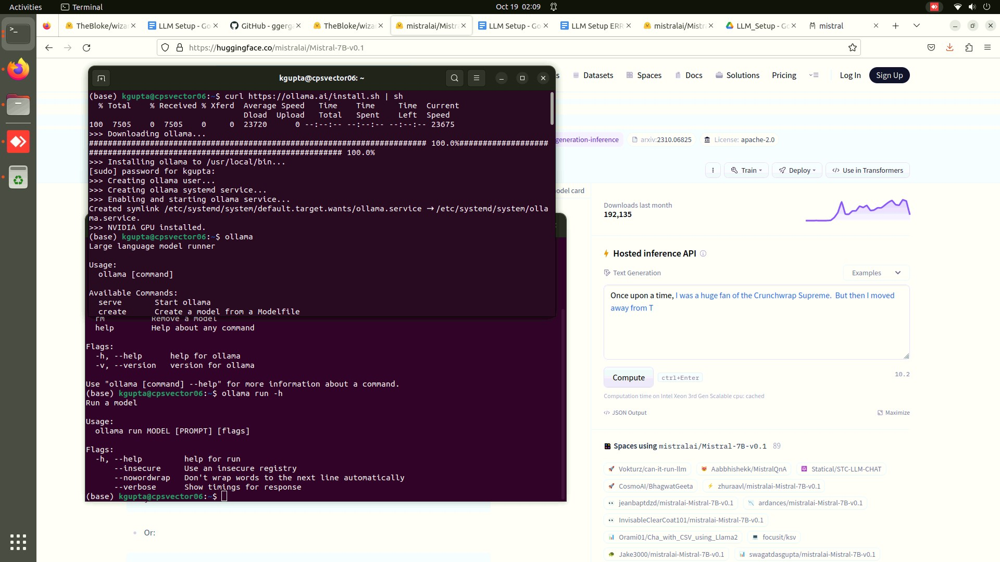 Activities
Terminal
Oct 19 02:09
TheBloke/wiza
LLM Setup - Go
GitHub - ggerga
TheBloke/wiza
mistralai/Mistr
LLM Setup - Go
LLM Setup ERR
mistralai/Mistr
LLM_Setup - Go
mistral
https://huggingface.co/mistralai/Mistral-7B-v0.1
kgupta@cpsvector06: ~
s
Datasets
Spaces
Docs
Solutions
Pricing
Log In
Sign Up
(base) kgupta@cpsvector06:~$ curl https://ollama.ai/install.sh | sh
% Total % Received % Xferd Average Speed Time Time Time Current
Dload Upload Total Spent Left Speed
100 7505 0 7505 0 0 23720 0 --:--:-- --:--:-- --:--:-- 23675
>>> Downloading ollama...
######################################################################## 100.0%###################
###################################################### 100.0%
>>> Installing ollama to /usr/local/bin...
[sudo] password for kgupta:
>>> Creating ollama user...
>>> Creating ollama systemd service...
>>> Enabling and starting ollama service...
Created symlink /etc/systemd/system/default.target.wants/ollama.service → /etc/systemd/system/olla
ma.service.
>>> NVIDIA GPU installed.
(base) kgupta@cpsvector06:~$ ollama
Large language model runner
Usage:
ollama [command]
Available Commands:
serve Start ollama
create Create a model from a Modelfile
rm Remove a model
help Help about any command
Flags:
-h, --help help for ollama
-v, --version version for ollama
Use "ollama [command] --help" for more information about a command.
(base) kgupta@cpsvector06:~$ ollama run -h
Run a model
Usage:
ollama run MODEL [PROMPT] [flags]
Flags:
-h, --help help for run
--insecure Use an insecure registry
--nowordwrap Don't wrap words to the next line automatically
--verbose Show timings for response
(base) kgupta@cpsvector06:~$
Or:
generation-inference
arxiv:2310.06825
License: apache-2.0
Train
Deploy
</> Use in Transformers
odel card
Downloads last month
192,135
Hosted inference API
Text Generation
Examples
Once upon a time, I was a huge fan of the Crunchwrap Supreme. But then I moved
away from T
Compute
ctrl+Enter
10.2
Computation time on Intel Xeon 3rd Gen Scalable cpu: cached
</> JSON Output
Maximize
Spaces using mistralai/Mistral-7B-v0.1 89
Vokturz/can-it-run-llm
Aabbhishekk/MistralQnA
Statical/STC-LLM-CHAT
CosmoAI/BhagwatGeeta
zhuraavl/mistralai-Mistral-7B-v0.1
jeanbaptdzd/mistralai-Mistral-7B-v0.1
ardances/mistralai-Mistral-7B-v0.1
InvisableClearCoat101/mistralai-Mistral-7B-v0.1
Orami01/Cha_with_CSV_using_Llama2
focusit/ksv
Jake3000/mistralai-Mistral-7B-v0.1
swagatdasgupta/mistralai-Mistral-7B-v0.1